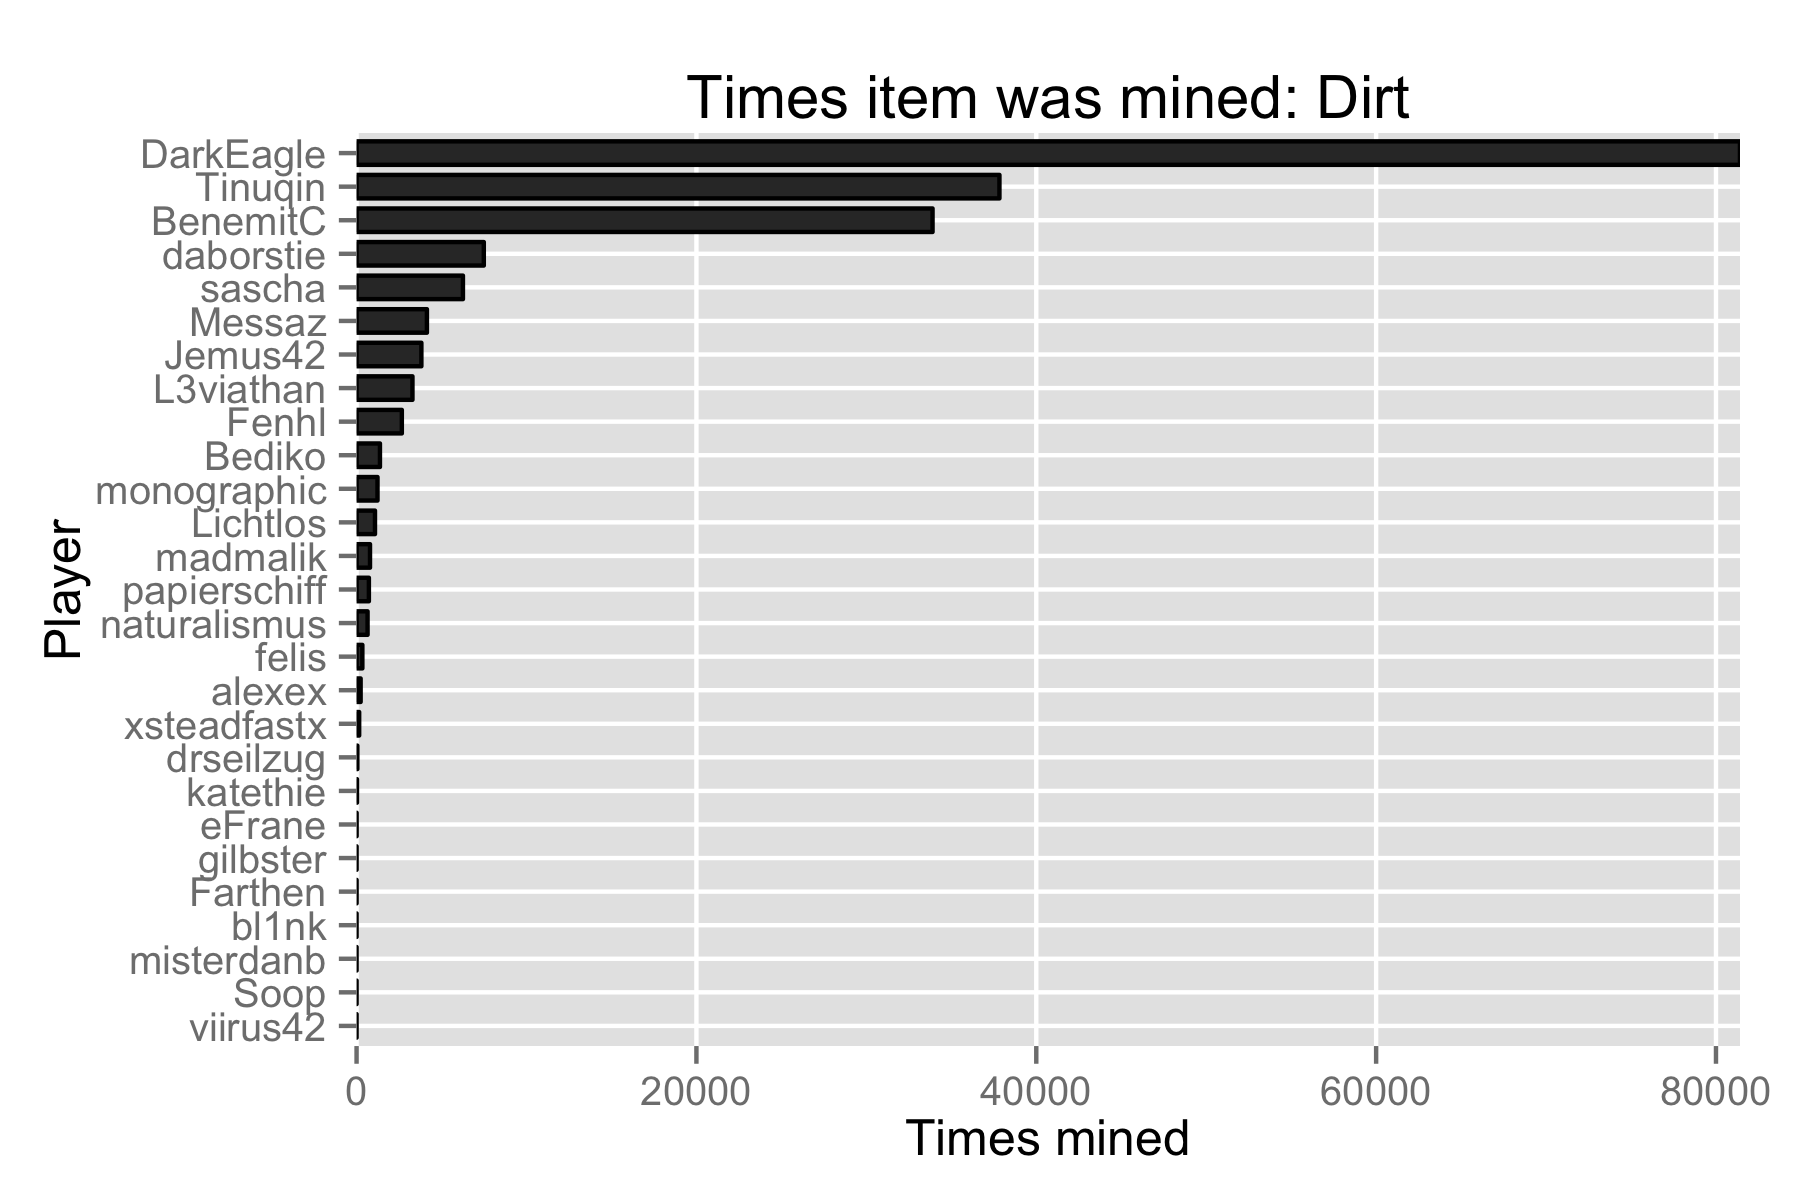 Times item was mined: Dirt
DarkEagle
Tinuqin
BenemitC
daborstie
sascha
Messaz
Jemus42
L3viathan
Fenhl
Bediko
monographic
Lichtlos
madmalik
papierschiff
naturalismus
felis
alexex
xsteadfastx
drseilzug
katethie
eFrane
gilbster
Farthen
bl1nk
misterdanb
Soop
viirus42
Player
0 20000 40000 60000 80000
Times mined